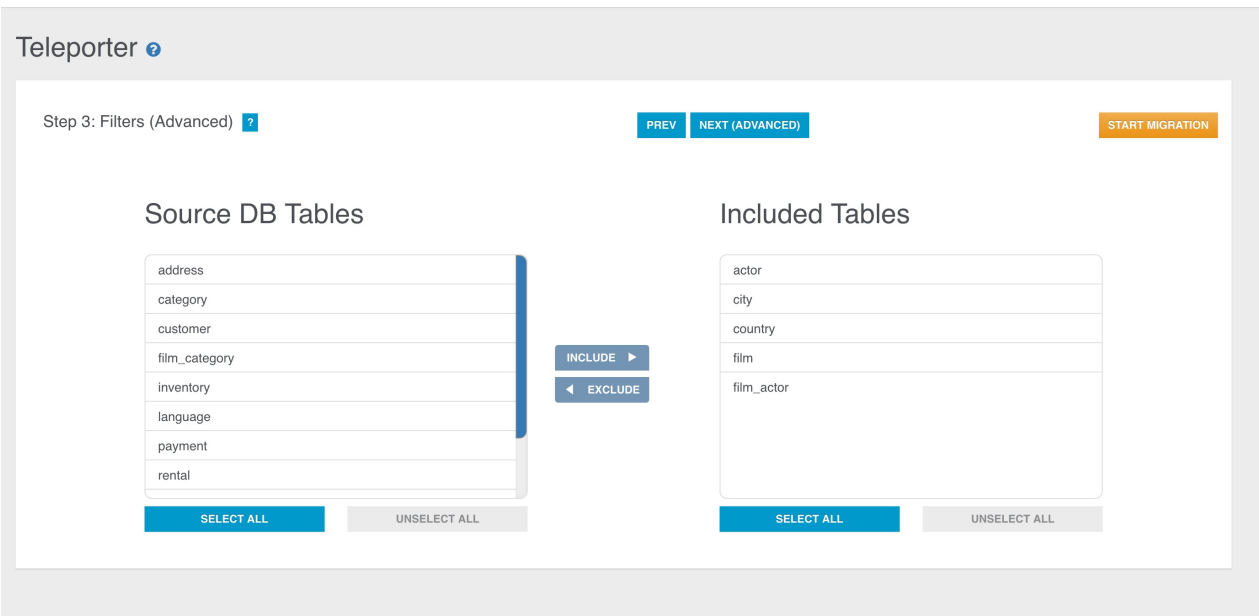 Teleporter ?
Step 3: Filters (Advanced) ?
PREV NEXT (ADVANCED)
START MIGRATION
Source DB Tables
address
category
customer
film_category
inventory
language
payment
rental
SELECT ALL UNSELECT ALL
INCLUDE
EXCLUDE
Included Tables
actor
city
country
film
film_actor
SELECT ALL UNSELECT ALL